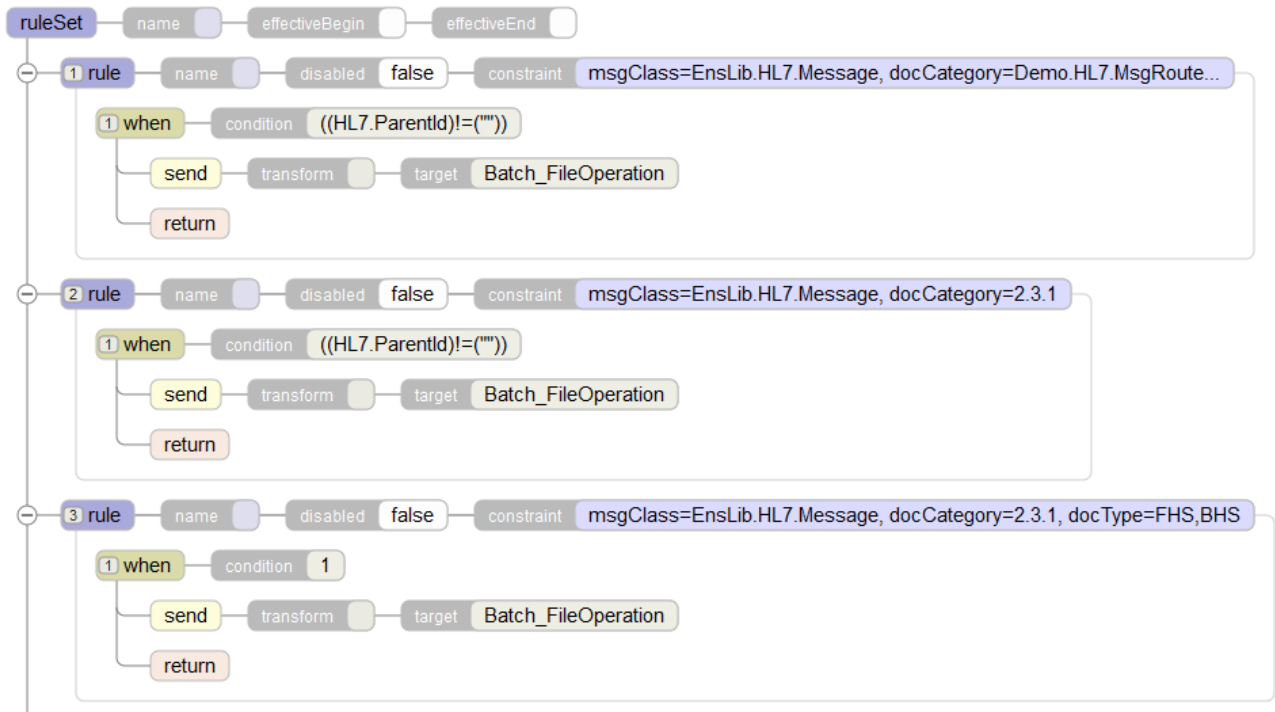 ruleSet name effectiveBegin effectiveEnd
1 rule name disabled false constraint msgClass=EnsLib.HL7.Message, docCategory=Demo.HL7.MsgRoute...
1 when condition ((HL7.ParentId)!=(""))
send transform target Batch_FileOperation
return
2 rule name disabled false constraint msgClass=EnsLib.HL7.Message, docCategory=2.3.1
1 when condition ((HL7.ParentId)!=(""))
send transform target Batch_FileOperation
return
3 rule name disabled false constraint msgClass=EnsLib.HL7.Message, docCategory=2.3.1, docType=FHS,BHS
1 when condition 1
send transform target Batch_FileOperation
return